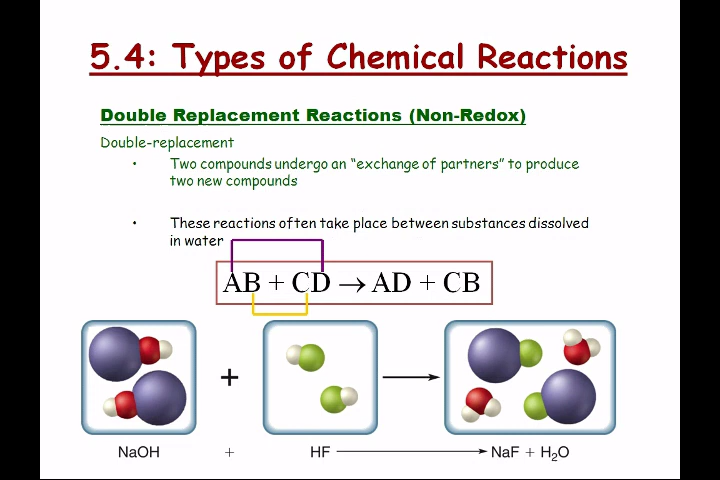 5.4: Types of Chemical Reactions
Double Replacement Reactions (Non-Redox)
Double-replacement
• Two compounds undergo an “exchange of partners” to produce
two new compounds
• These reactions often take place between substances dissolved
in water
AB + CD → AD + CB
+ →
NaOH + HF → NaF + H₂O